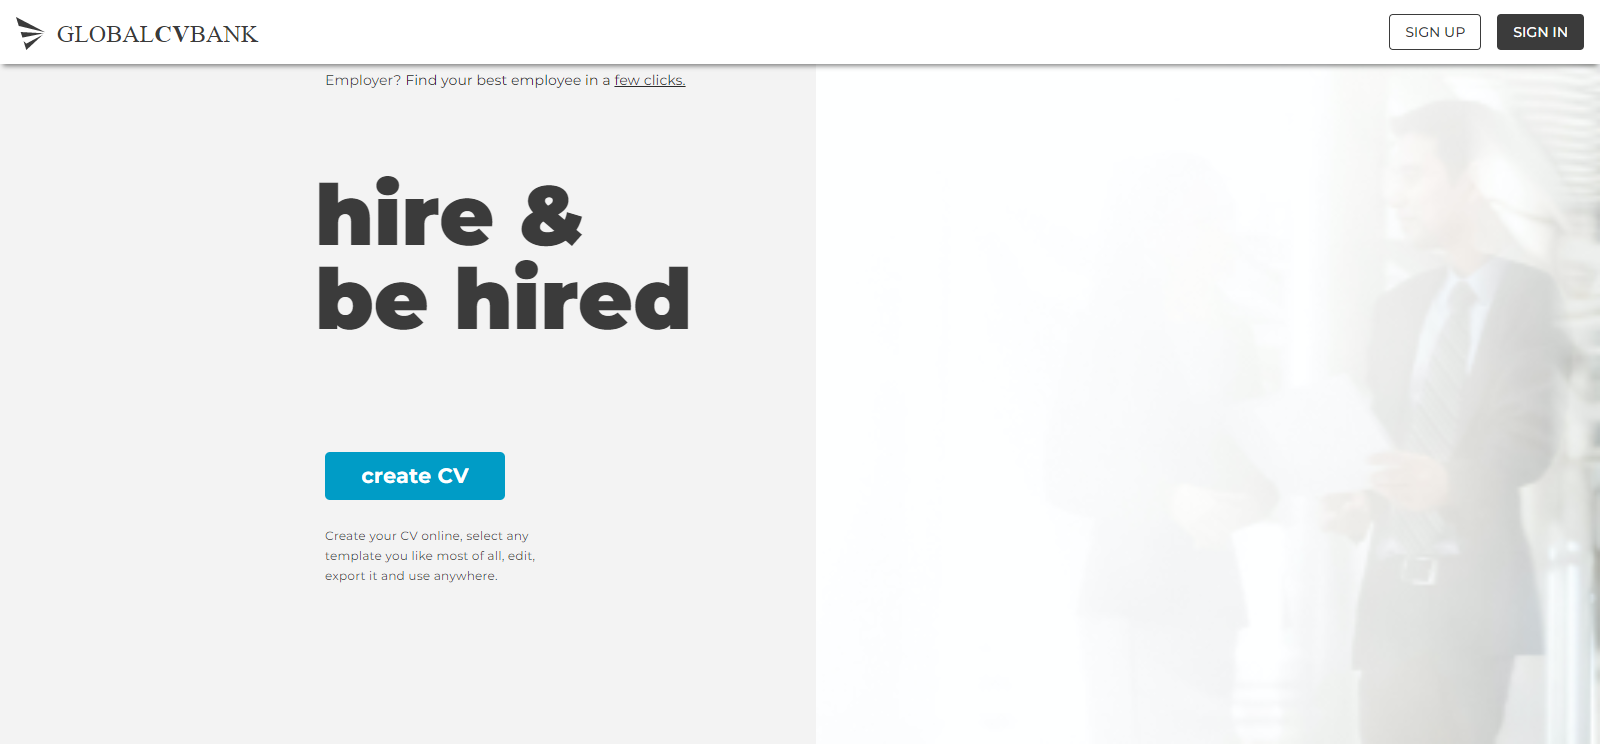 GLOBALCVBANK
SIGN UP
SIGN IN
Employer? Find your best employee in a few clicks.
hire &
be hired
create CV
Create your CV online, select any
template you like most of all, edit,
export it and use anywhere.